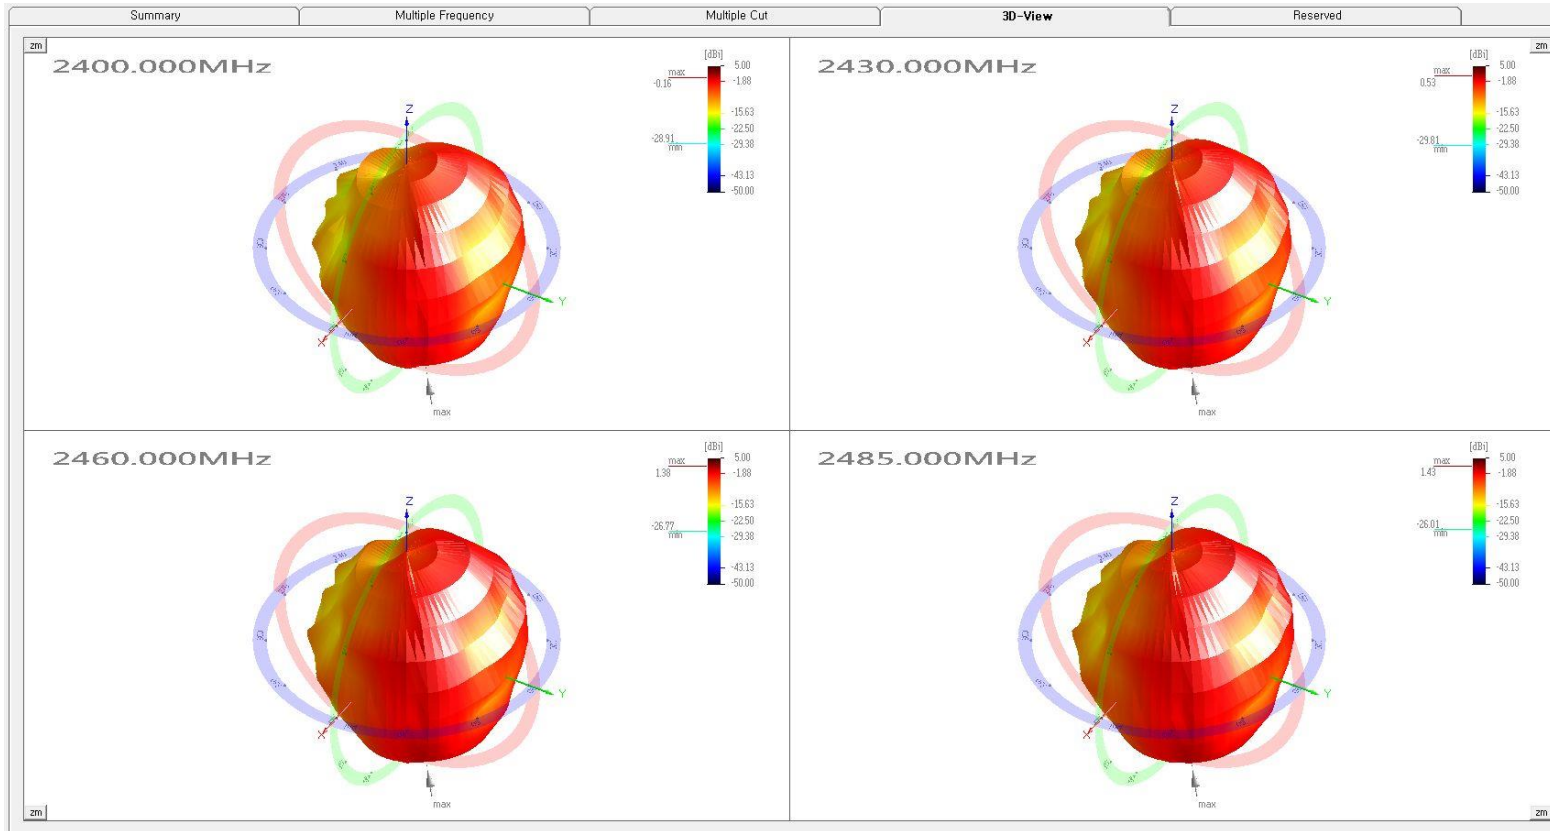 Summary
Multiple Frequency
Multiple Cut
3D-View
Reserved
zm
2400.000MHz
[dBi]
max
-0.16
5.00
-1.88
-15.63
-22.50
-28.91
min
-29.38
-43.13
-50.00
Z
Y
X
max
zm
2430.000MHz
[dBi]
max
0.53
5.00
-1.88
-15.63
-22.50
-29.81
min
-29.38
-43.13
-50.00
Z
Y
X
max
2460.000MHz
[dBi]
max
1.38
5.00
-1.88
-15.63
-22.50
-26.77
min
-29.38
-43.13
-50.00
Z
Y
X
max
zm
2485.000MHz
[dBi]
max
1.43
5.00
-1.88
-15.63
-22.50
-26.01
min
-29.38
-43.13
-50.00
Z
Y
X
max
zm